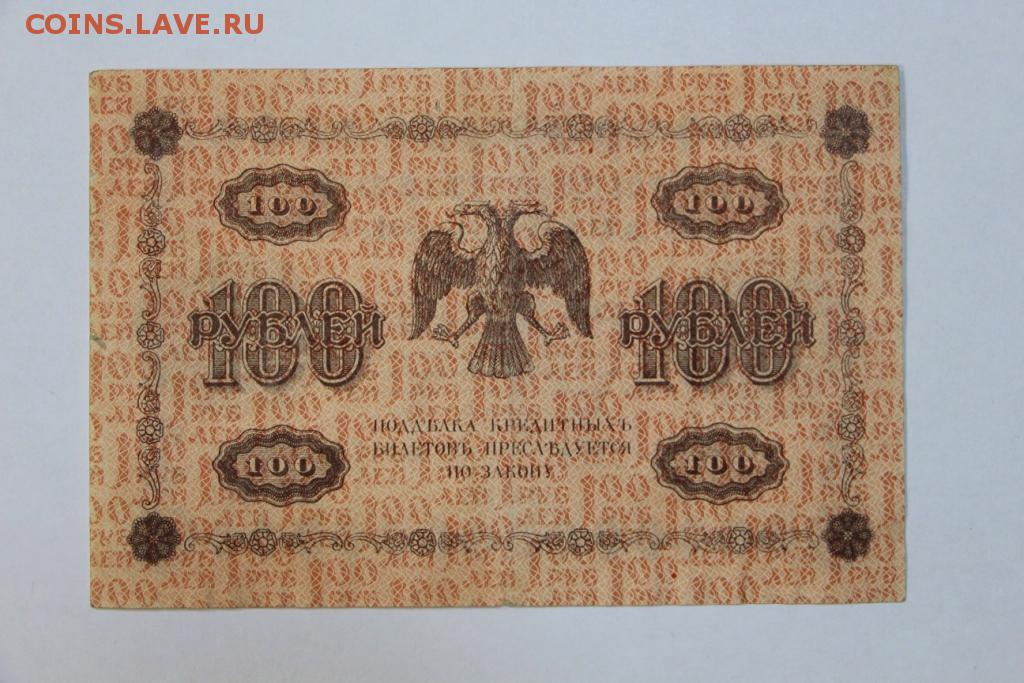 COINS.LAVE.RU
100 100
100 РУБЛЕЙ 100 РУБЛЕЙ
ПОДДѢЛКА КРЕДИТНЫХЪ
БИЛЕТОВЪ ПРЕСЛѢДУЕТСЯ
ПО ЗАКОНУ.
100 100